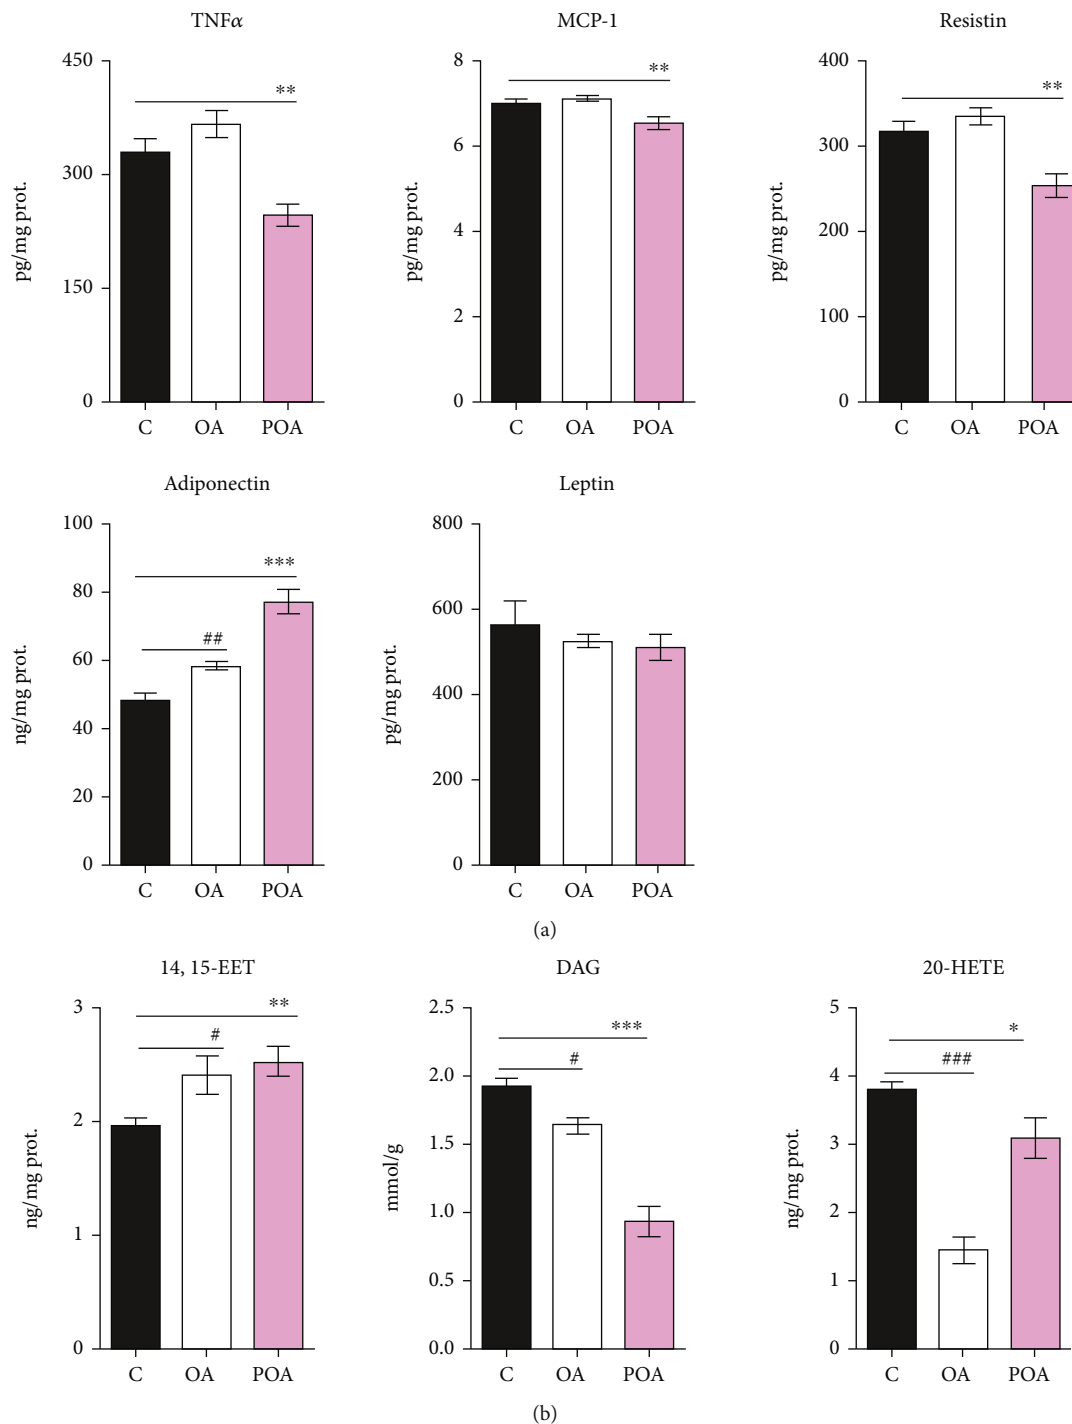 TNFα
MCP-1
Resistin
450
300
150
0
pg/mg prot.
**
C OA POA
8
6
4
2
0
pg/mg prot.
**
C OA POA
400
300
200
300
100
0
pg/mg prot.
**
C OA POA
Adiponectin
Leptin
100
80
60
40
20
0
ng/mg prot.
***
##
C OA POA
800
600
400
200
0
pg/mg prot.
C OA POA
(a)
14, 15-EET
DAG
20-HETE
3
2
1
0
ng/mg prot.
**
#
C OA POA
2.5
2.0
1.5
1.0
0.5
0.0
mmol/g
***
#
C OA POA
5
4
3
2
1
0
ng/mg prot.
*
###
C OA POA
(b)